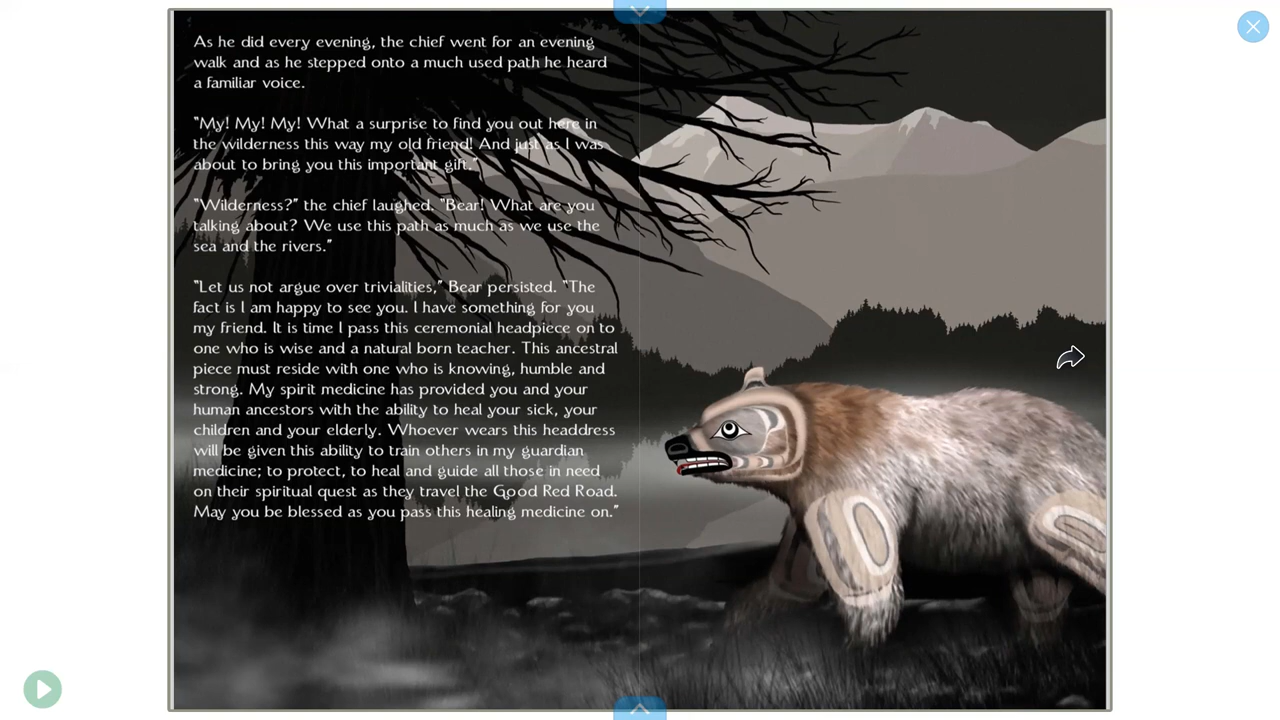 As he did every evening, the chief went for an evening
walk and as he stepped onto a much used path he heard
a familiar voice.
"My! My! My! What a surprise to find you out here in
the wilderness this way my old friend! And just as I was
about to bring you this important gift."
"Wilderness?" the chief laughed. "Bear! What are you
talking about? We use this path as much as we use the
sea and the rivers."
"Let us not argue over trivialities," Bear persisted. "The
fact is I am happy to see you. I have something for you
my friend. It is time I pass this ceremonial headpiece on to
one who is wise and a natural born teacher. This ancestral
piece must reside with one who is knowing, humble and
strong. My spirit medicine has provided you and your
human ancestors with the ability to heal your sick, your
children and your elderly. Whoever wears this headdress
will be given this ability to train others in my guardian
medicine; to protect, to heal and guide all those in need
on their spiritual quest as they travel the Good Red Road.
May you be blessed as you pass this healing medicine on."